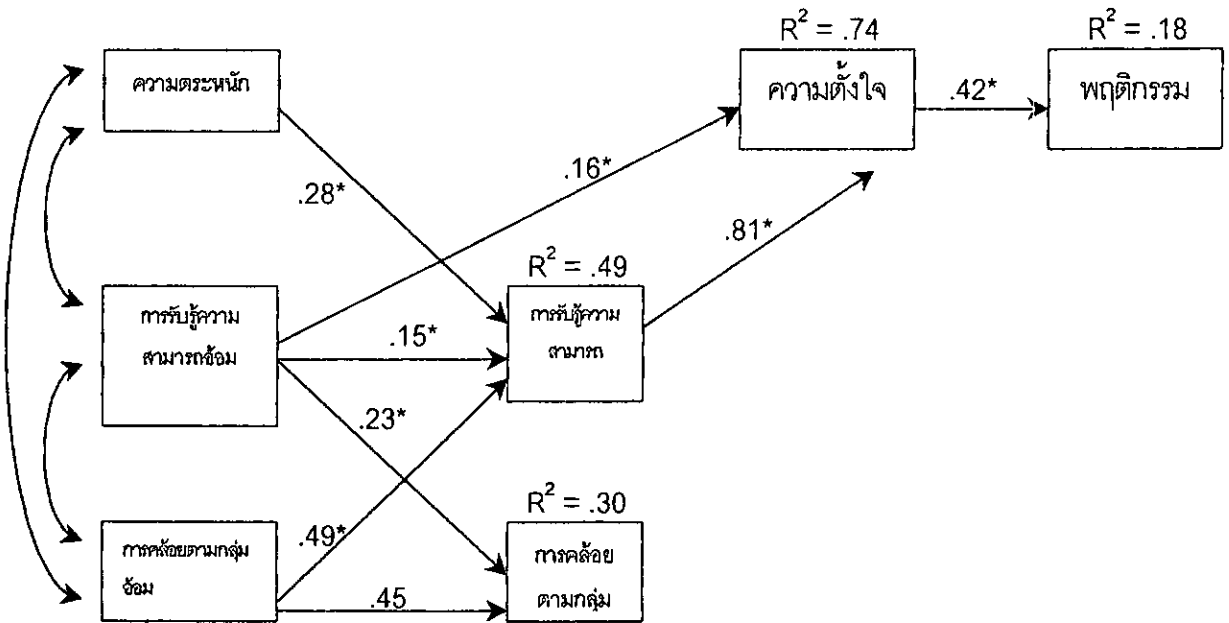 R² = .74
R² = .18
ความตระหนัก
ความตั้งใจ
.42*
พฤติกรรม
.16*
.28*
.81*
R² = .49
การรับรู้ความ
สามารถอ้อม
.15*
การรับรู้ความ
สามารถ
.23*
R² = .30
การคล้อยตามกลุ่ม
อ้อม
.49*
.45
การคล้อย
ตามกลุ่ม